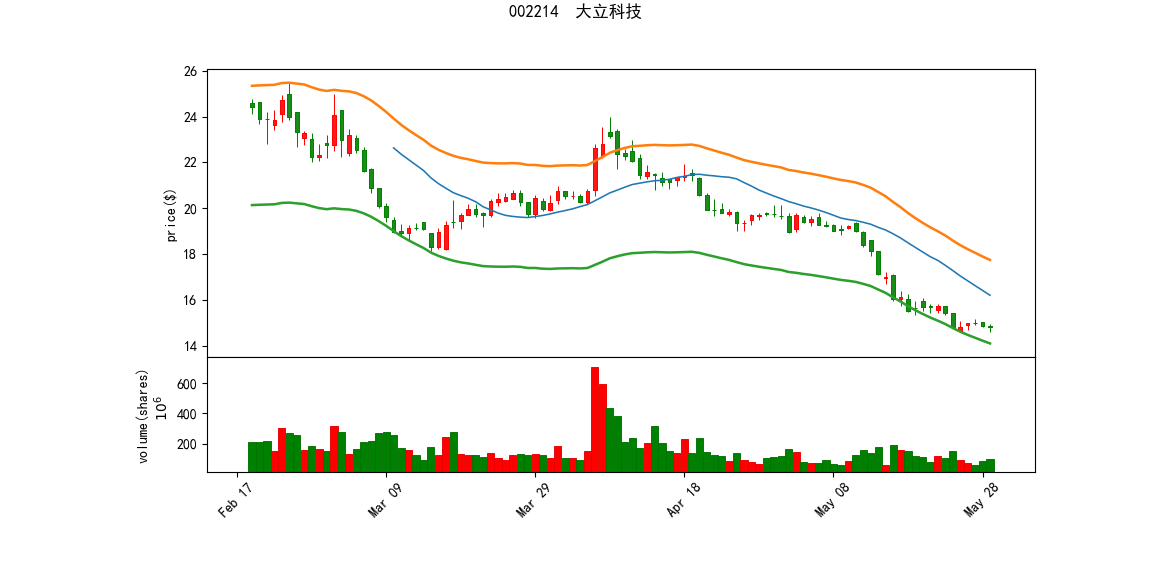 002214 大立科技
price($)
26
24
22
20
18
16
14
volume(shares)
10^6
600
400
200
Feb 17
Mar 09
Mar 29
Apr 18
May 08
May 28